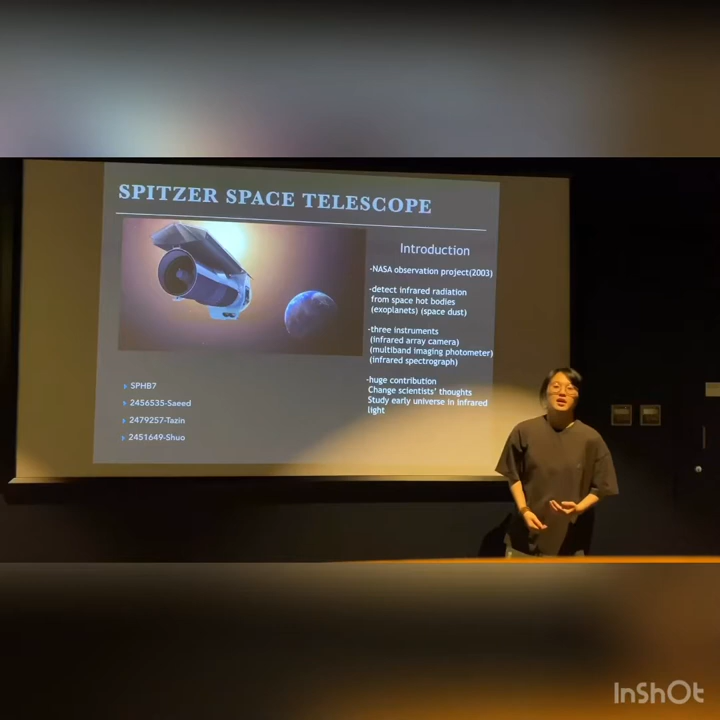 SPITZER SPACE TELESCOPE
Introduction
-NASA observation project(2003)
-detect infrared radiation
from space hot bodies
(exoplanets) (space dust)
-three instruments
(infrared array camera)
(multiband imaging photometer)
(infrared spectrograph)
-huge contribution
Change scientists' thoughts
Study early universe in infrared
light
SPHB7
2456535-Saeed
2479257-Tazin
2451649-Shuo
InShOt